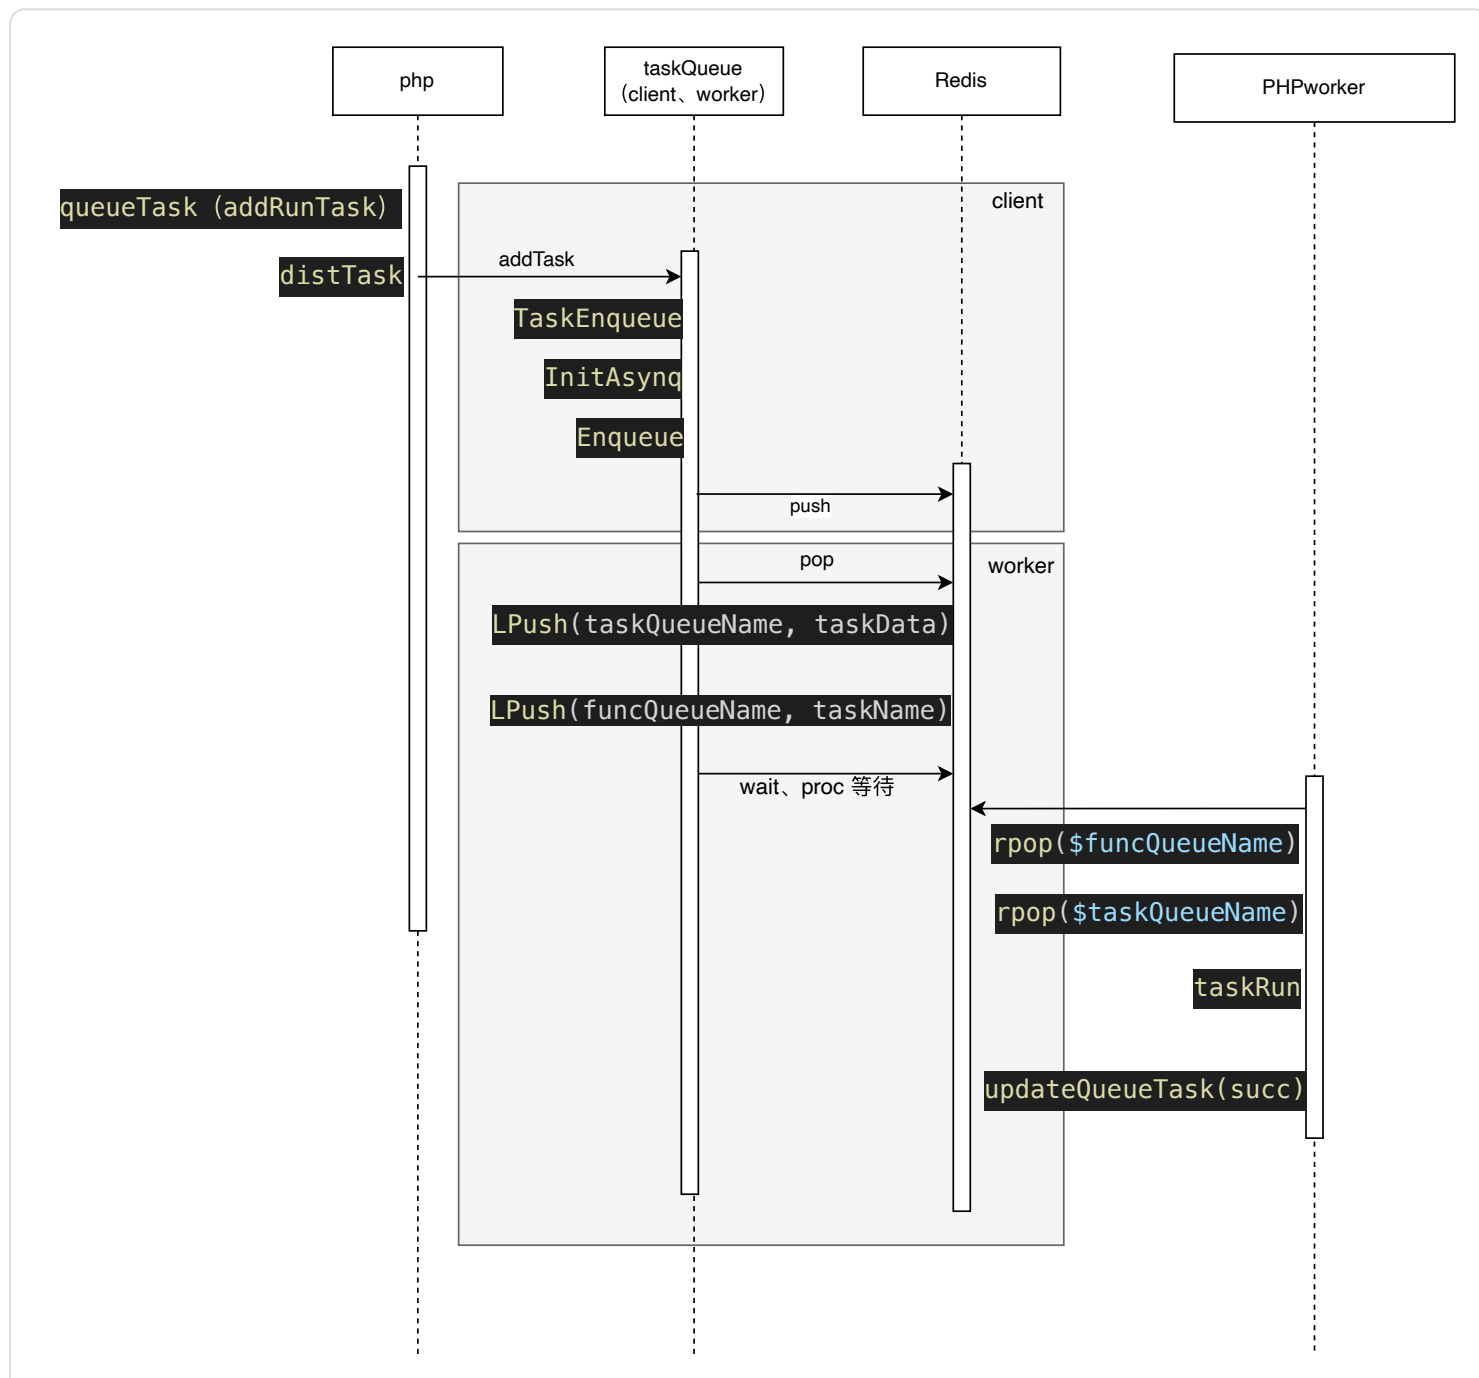 php
taskQueue
（client、worker）
Redis
PHPworker
client
queueTask（addRunTask）
addTask
distTask
TaskEnqueue
InitAsynq
Enqueue
push
pop
worker
LPush(taskQueueName, taskData)
LPush(funcQueueName, taskName)
wait、proc 等待
rpop($funcQueueName)
rpop($taskQueueName)
taskRun
updateQueueTask(succ)